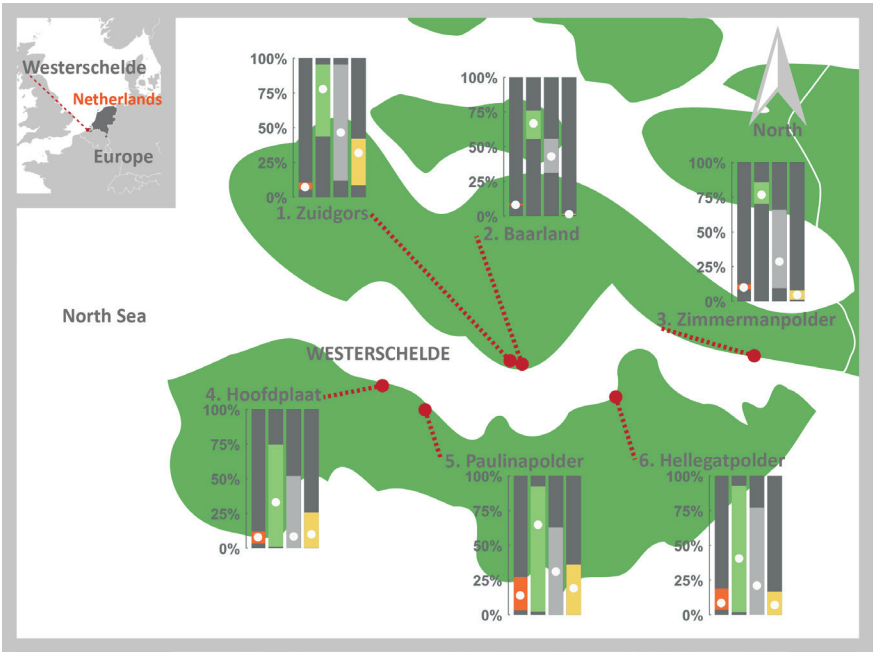 Westerschelde
Netherlands
Europe
North
North Sea
WESTERSCHELDE
100%
75%
50%
25%
0%
1. Zuidgors
100%
75%
50%
25%
0%
2. Baarland
100%
75%
50%
25%
0%
3. Zimmermanpolder
4. Hoofdplaat
100%
75%
50%
25%
0%
5. Paulinapolder
100%
75%
50%
25%
0%
6. Hellegatpolder
100%
75%
50%
25%
0%